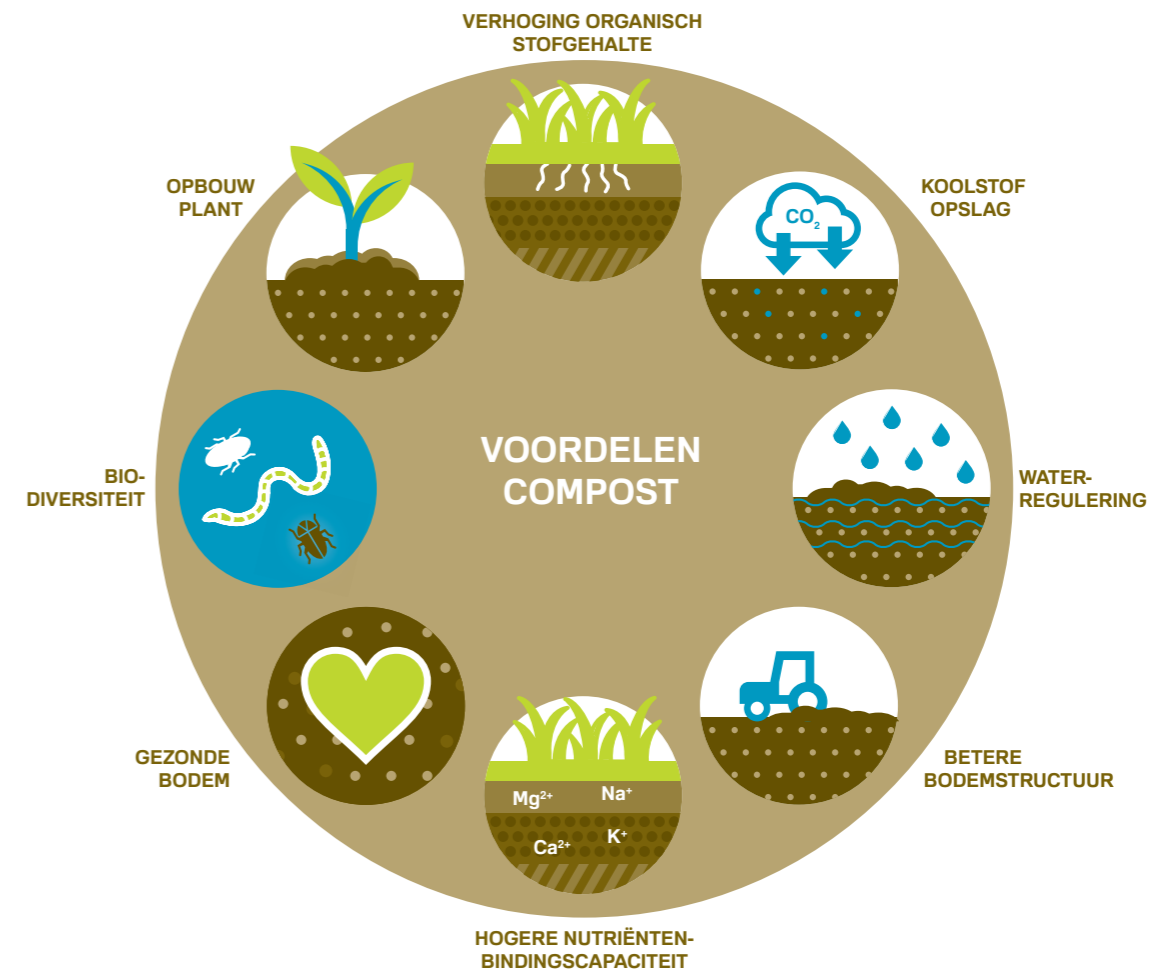 VERHOGING ORGANISCH
STOFGEHALTE
OPBOUW
PLANT
KOOLSTOF
OPSLAG
CO₂
VOORDELEN
COMPOST
BIO-
DIVERSITEIT
WATER-
REGULERING
GEZONDE
BODEM
BETERE
BODEMSTRUCTUUR
Mg²⁺ Na⁺
Ca²⁺ K⁺
HOGERE NUTRIËNTEN-
BINDINGSCAPACITEIT